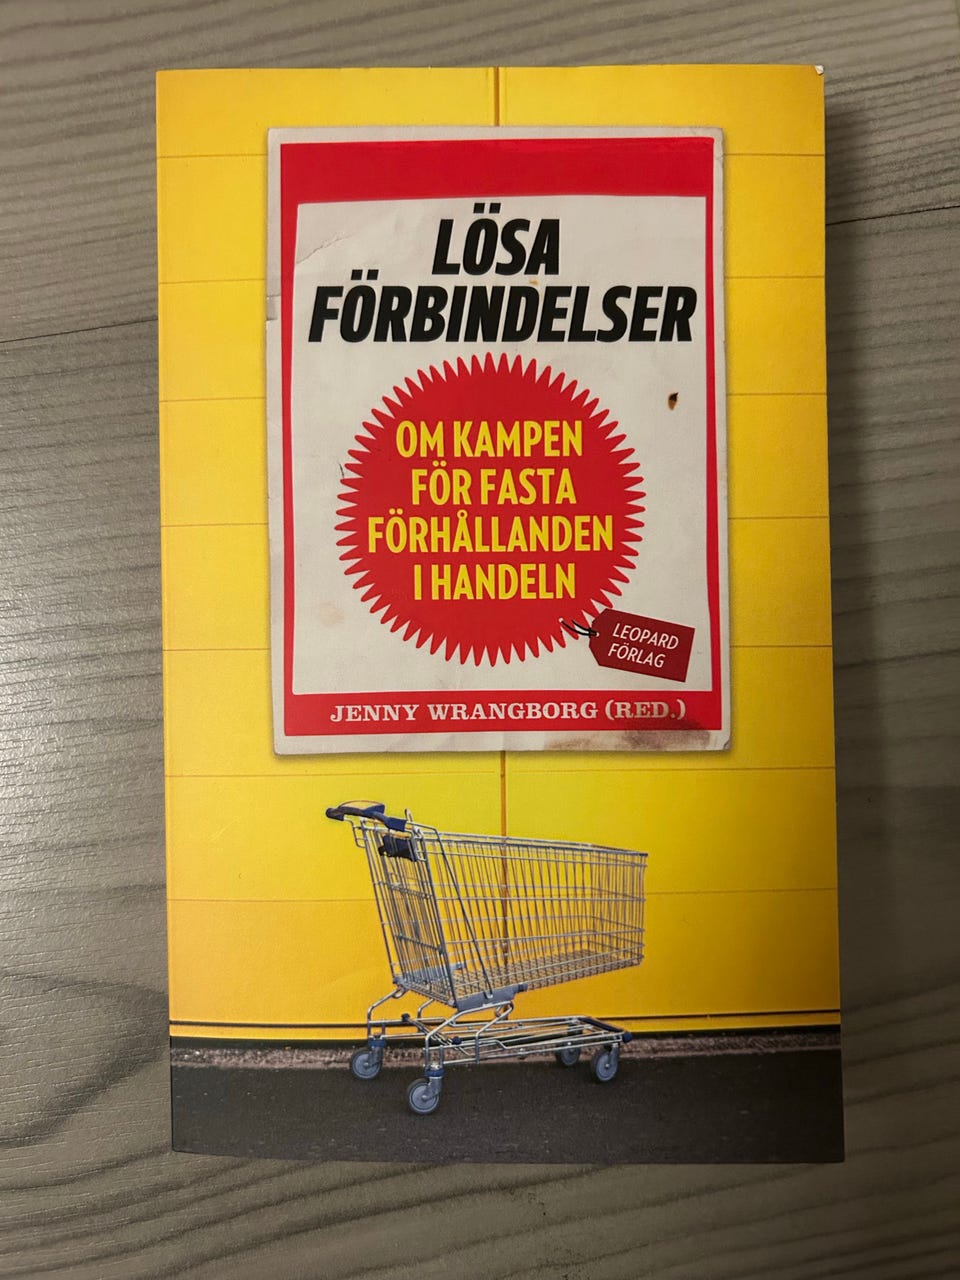 LÖSA
FÖRBINDELSER
OM KAMPEN
FÖR FASTA
FÖRHÅLLANDEN
I HANDELN
LEOPARD
FÖRLAG
JENNY WRANGBORG (RED.)